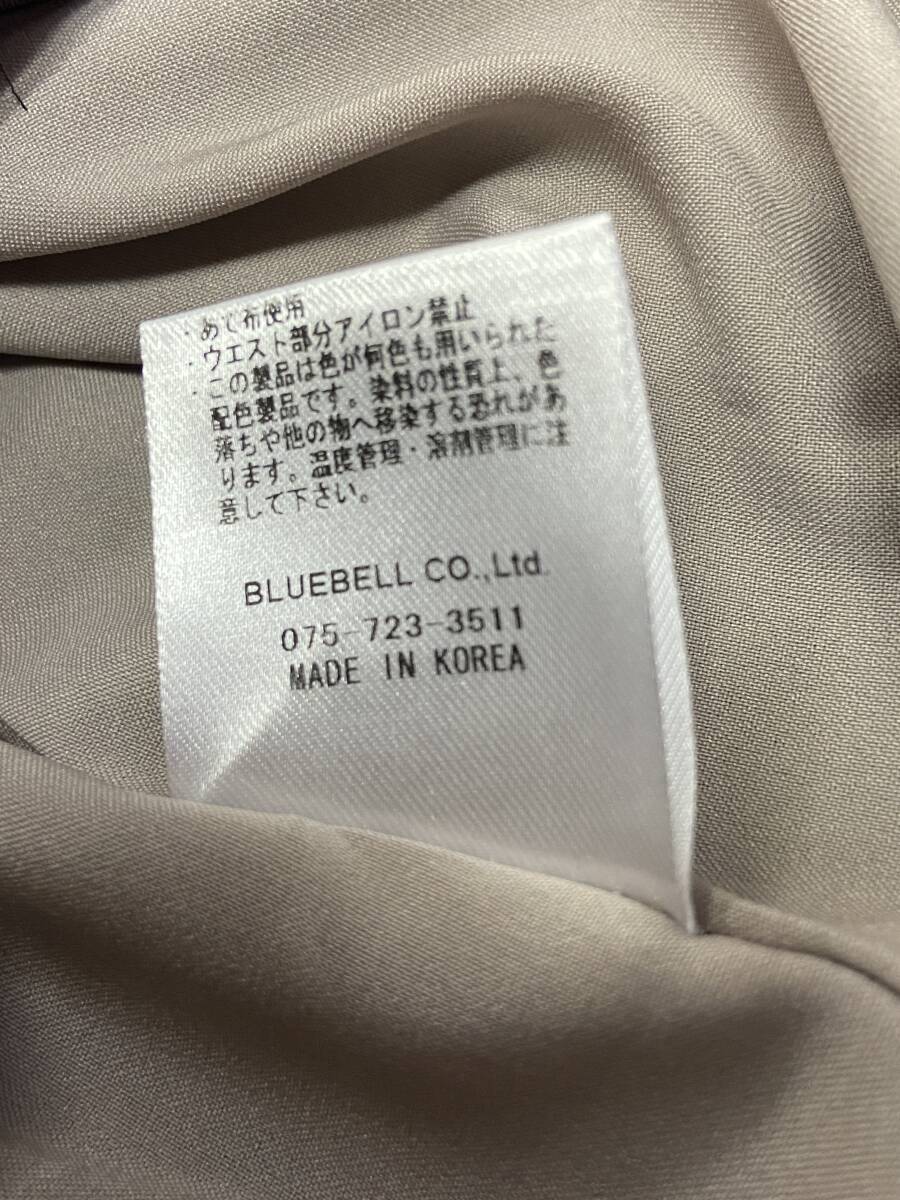 ・あて布使用
・ウエスト部分アイロン禁止
・この製品は色が何色も用いられた
配色製品です。染料の性質上、色
落ちや他の物へ移染する恐れがあ
ります。温度管理・溶剤管理に注
意して下さい。
BLUEBELL CO.,Ltd.
075-723-3511
MADE IN KOREA